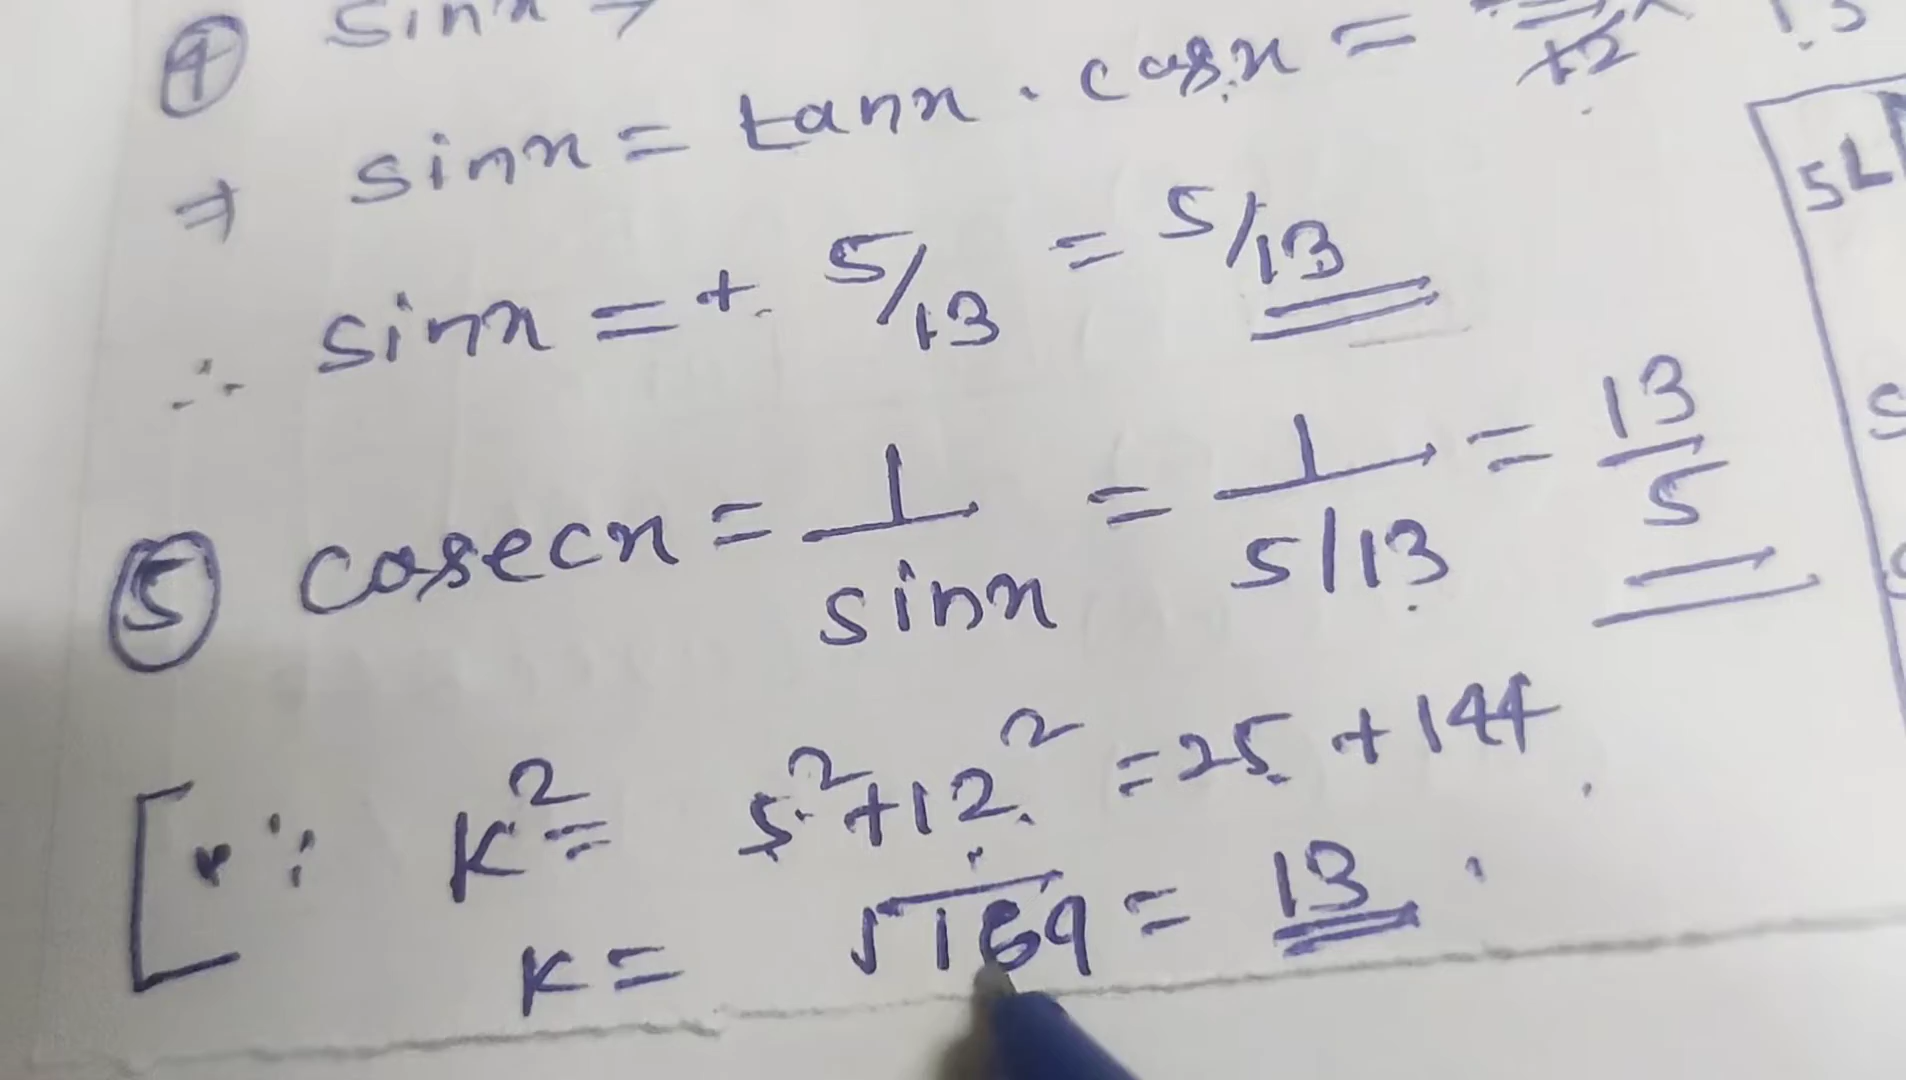 ④ sinx
⇒ sinx = tanx . cosx =
12
∴ sinx = + 5/13 = 5/13
⑤ cosecx = 1/sinx = 1/5/13 = 13/5
[ ∵ K² = 5² + 12² = 25 + 144
K = √169 = 13